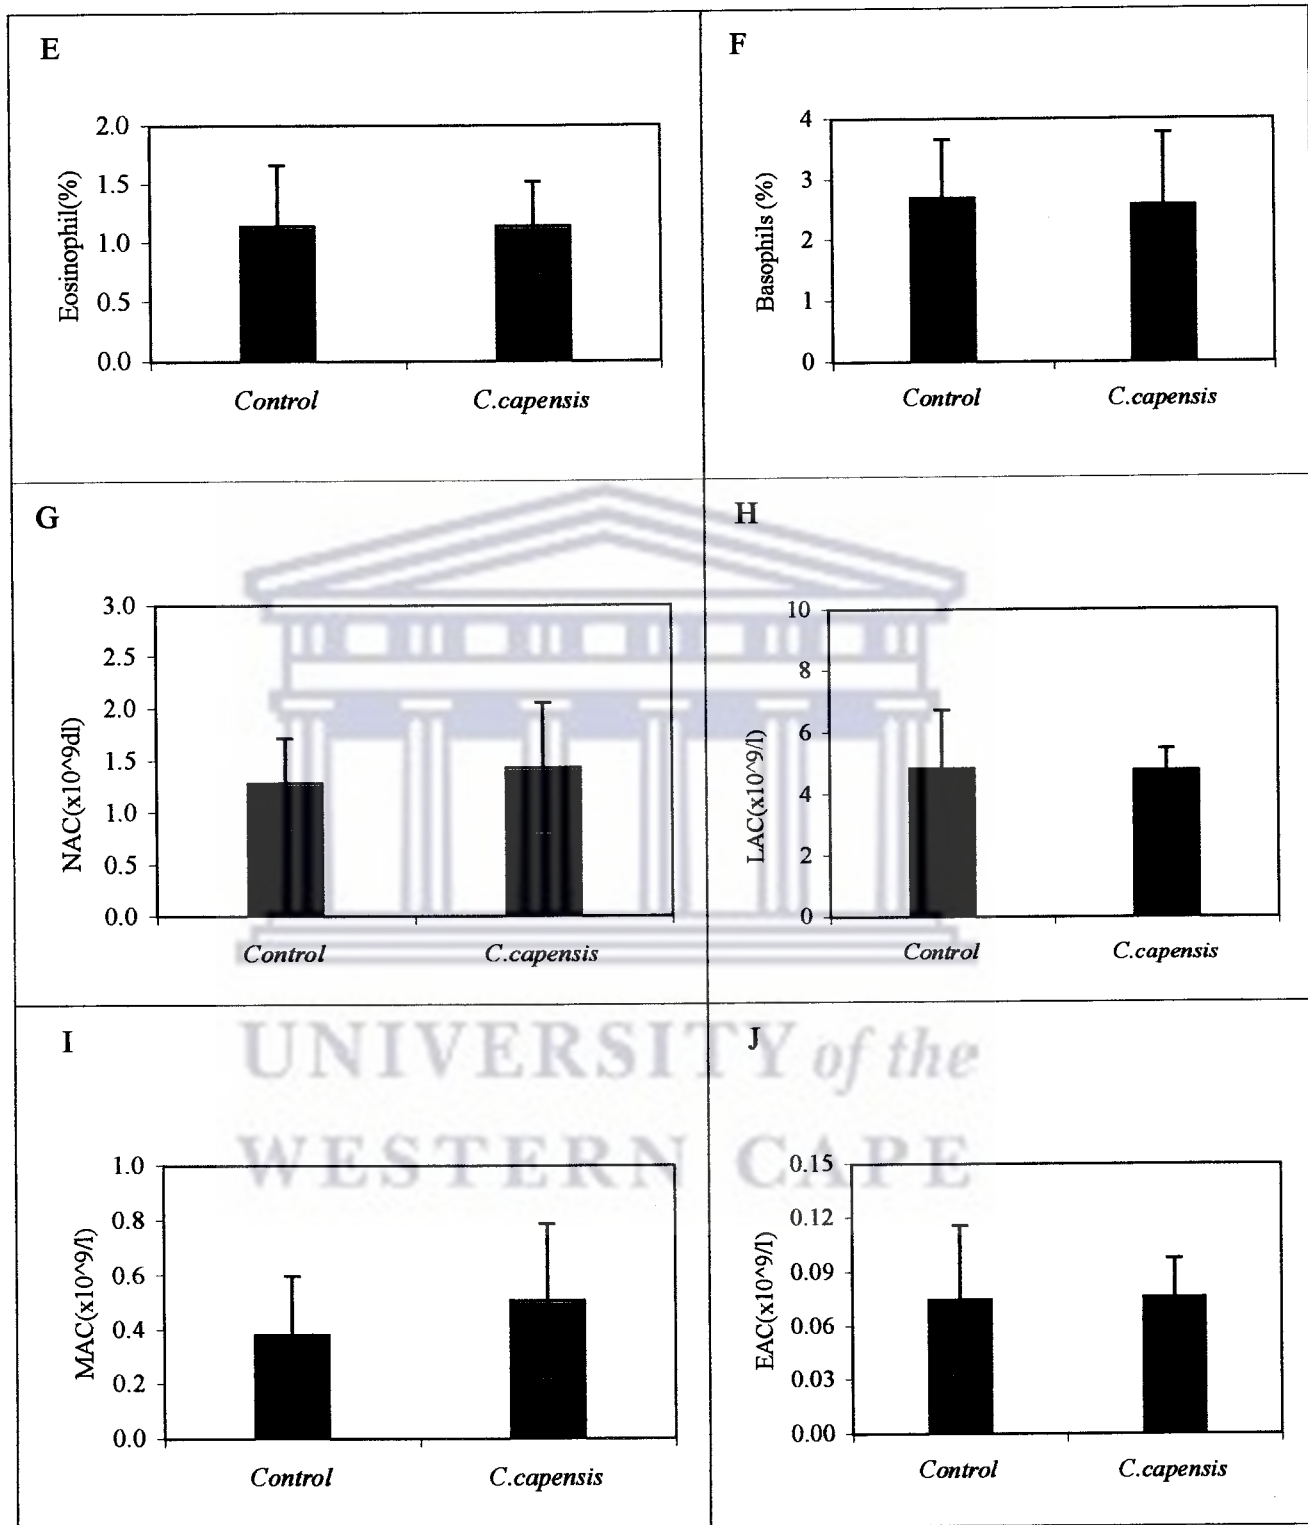 E
2.0
1.5
1.0
0.5
0.0
Eosinophil(%)
Control C.capensis
F
4
3
2
1
0
Basophils (%)
Control C.capensis
G
3.0
2.5
2.0
1.5
1.0
0.5
0.0
NAC(x10^9dl)
Control C.capensis
H
10
8
6
4
2
0
LAC(x10^9/l)
Control C.capensis
UNIVERSITY of the
WESTERN CAPE
I
1.0
0.8
0.6
0.4
0.2
0.0
MAC(x10^9/l)
Control C.capensis
J
0.15
0.12
0.09
0.06
0.03
0.00
EAC(x10^9/l)
Control C.capensis